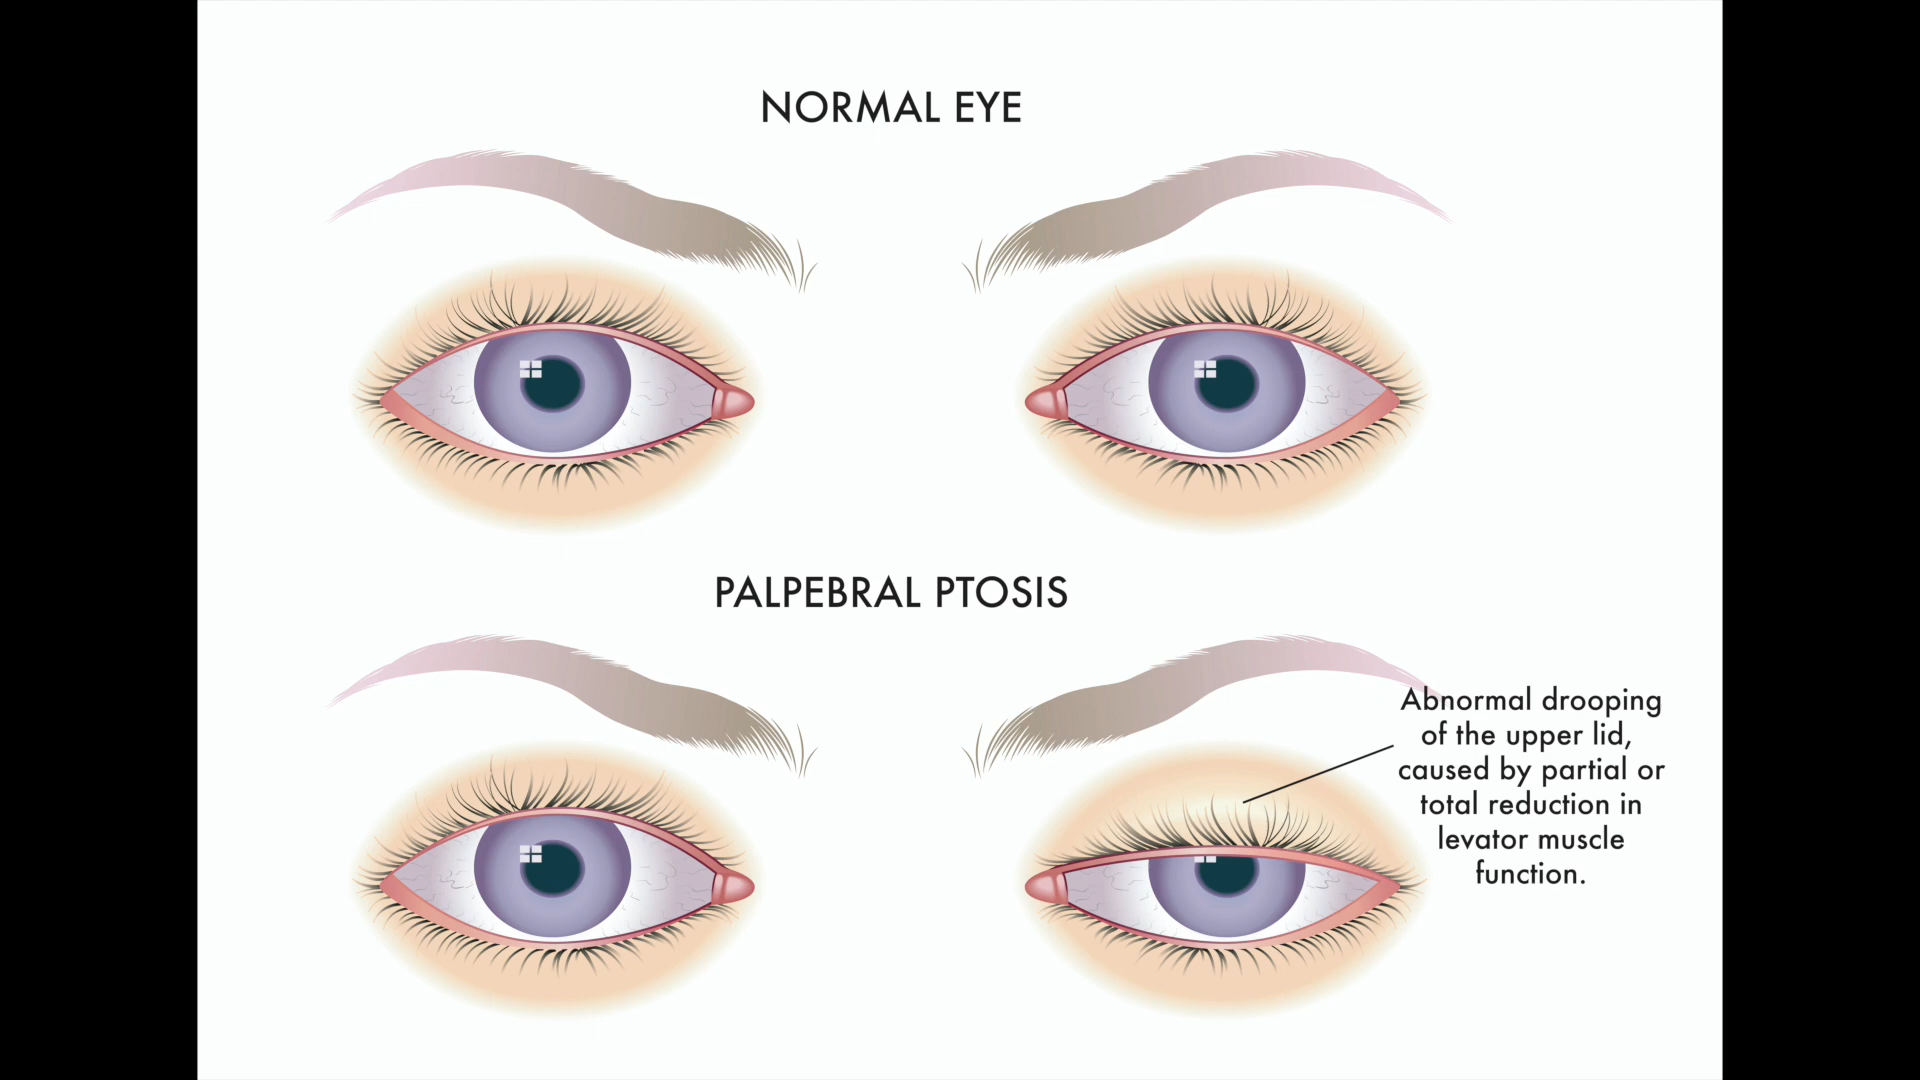 NORMAL EYE
PALPEBRAL PTOSIS
Abnormal drooping
of the upper lid,
caused by partial or
total reduction in
levator muscle
function.